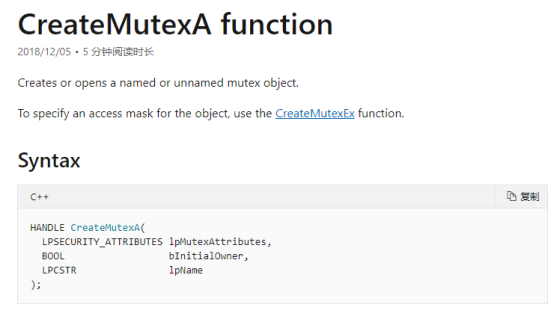 CreateMutexA function
2018/12/05 • 5 分钟阅读时长
Creates or opens a named or unnamed mutex object.
To specify an access mask for the object, use the CreateMutexEx function.
Syntax
C++ 复制
HANDLE CreateMutexA(
  LPSECURITY_ATTRIBUTES lpMutexAttributes,
  BOOL                  bInitialOwner,
  LPCSTR                lpName
);